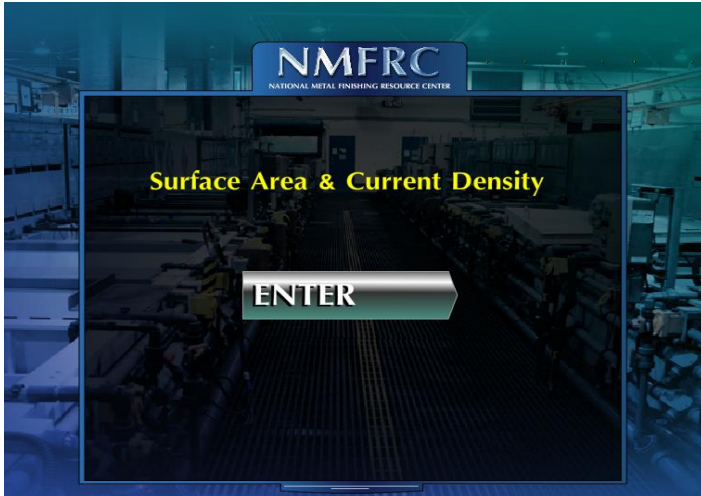 NMFRC
NATIONAL METAL FINISHING RESOURCE CENTER
Surface Area & Current Density
ENTER